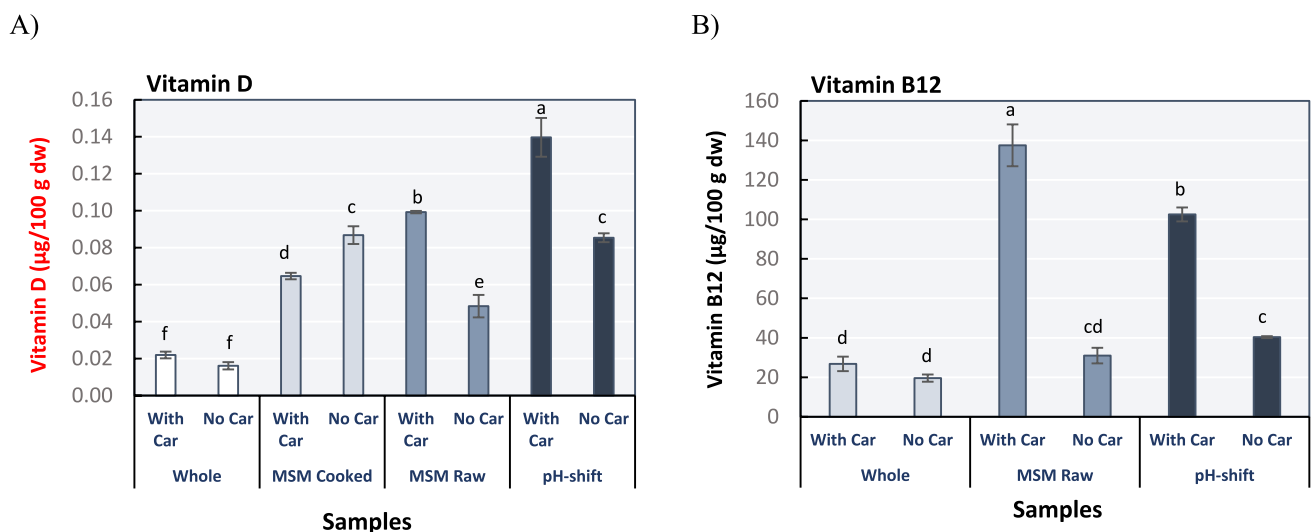 A)
Vitamin D
Vitamin D (µg/100 g dw)
0.16
0.14
0.12
0.10
0.08
0.06
0.04
0.02
0.00
f
f
d
c
b
e
a
c
With Car No Car With Car No Car With Car No Car With Car No Car
Whole MSM Cooked MSM Raw pH-shift
Samples
B)
Vitamin B12
Vitamin B12 (µg/100 g dw)
160
140
120
100
80
60
40
20
0
d
d
a
cd
b
c
With Car No Car With Car No Car With Car No Car
Whole MSM Raw pH-shift
Samples